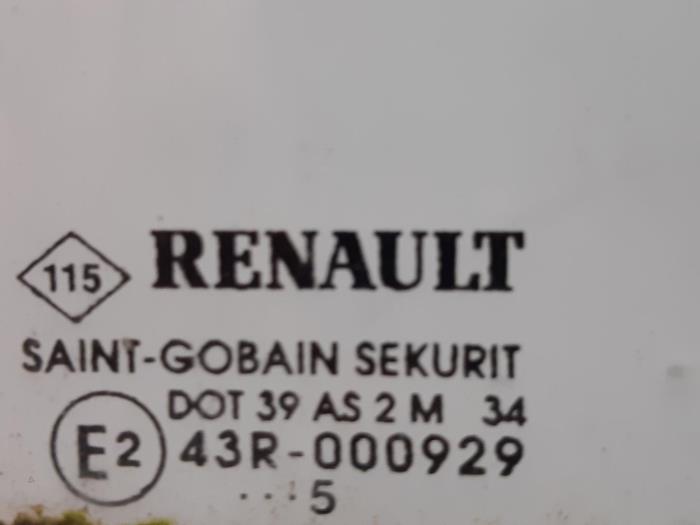 115 RENAULT
SAINT-GOBAIN SEKURIT
DOT 39 AS 2 M 34
E2 43R-000929
···5